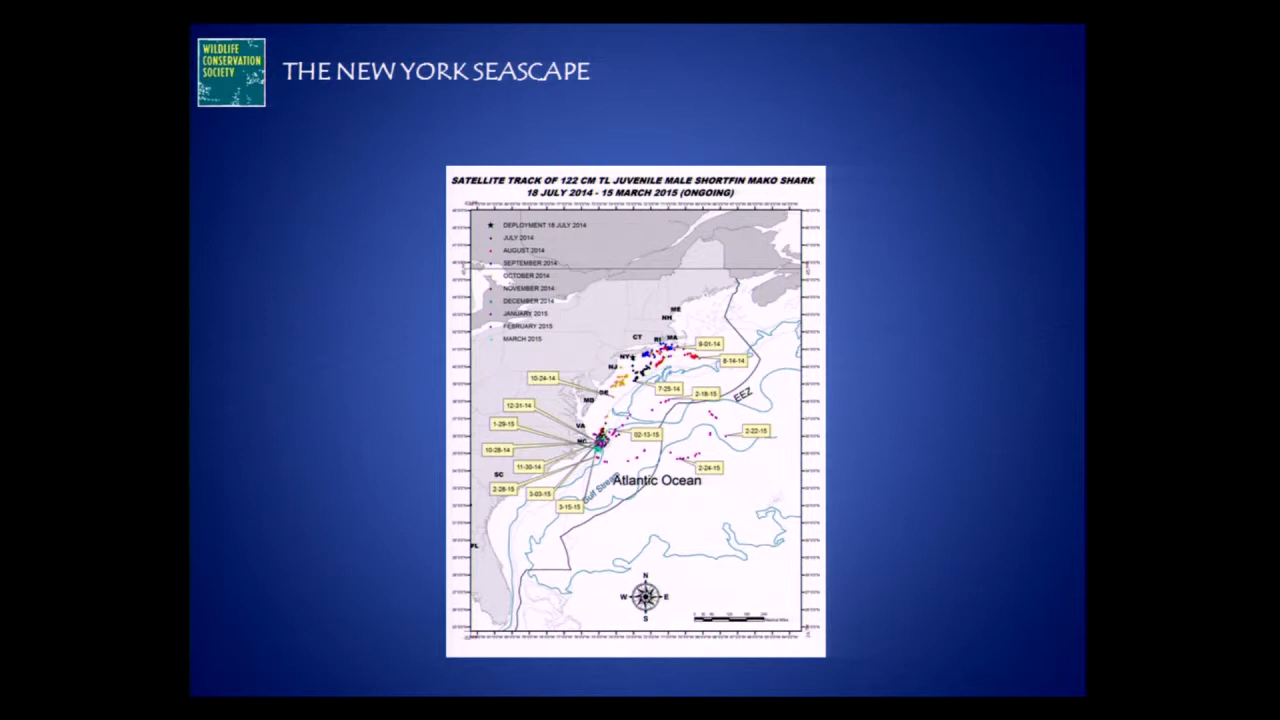 WILDLIFE
CONSERVATION
SOCIETY
THE NEW YORK SEASCAPE
SATELLITE TRACK OF 122 CM TL JUVENILE MALE SHORTFIN MAKO SHARK
18 JULY 2014 - 15 MARCH 2015 (ONGOING)
DEPLOYMENT 18 JULY 2014
JULY 2014
AUGUST 2014
SEPTEMBER 2014
OCTOBER 2014
NOVEMBER 2014
DECEMBER 2014
JANUARY 2015
FEBRUARY 2015
MARCH 2015
ME
NH
CT
RI
MA
9-01-14
NY
8-14-14
NJ
10-24-14
7-25-14
DE
2-18-15
EEZ
MD
12-31-14
1-29-15
VA
02-13-15
2-22-15
NC
10-28-14
11-30-14
2-24-15
SC
Gulf Stream
Atlantic Ocean
2-28-15
3-03-15
3-15-15
FL
N
W
E
S
Nautical Miles